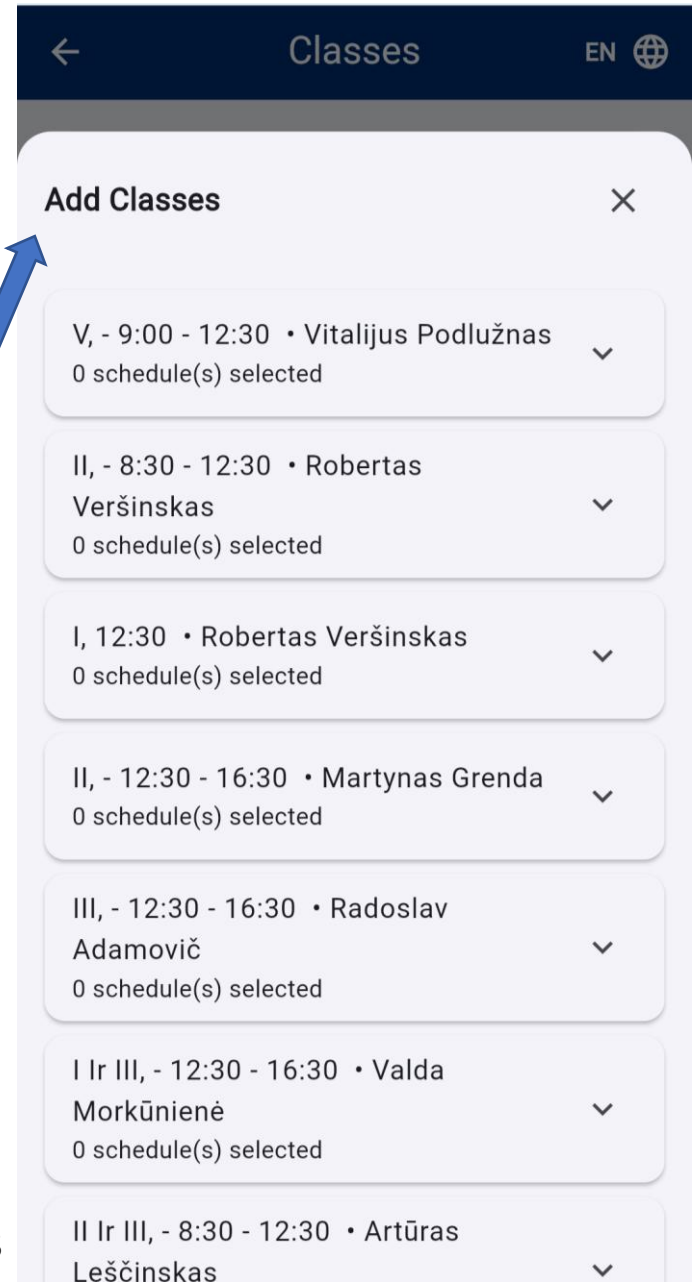 Classes
EN
Add Classes
V, - 9:00 - 12:30 • Vitalijus Podlužnas
0 schedule(s) selected
II, - 8:30 - 12:30 • Robertas
Veršinskas
0 schedule(s) selected
I, 12:30 • Robertas Veršinskas
0 schedule(s) selected
II, - 12:30 - 16:30 • Martynas Grenda
0 schedule(s) selected
III, - 12:30 - 16:30 • Radoslav
Adamovič
0 schedule(s) selected
I Ir III, - 12:30 - 16:30 • Valda
Morkūnienė
0 schedule(s) selected
II Ir III, - 8:30 - 12:30 • Artūras
Leščinskas